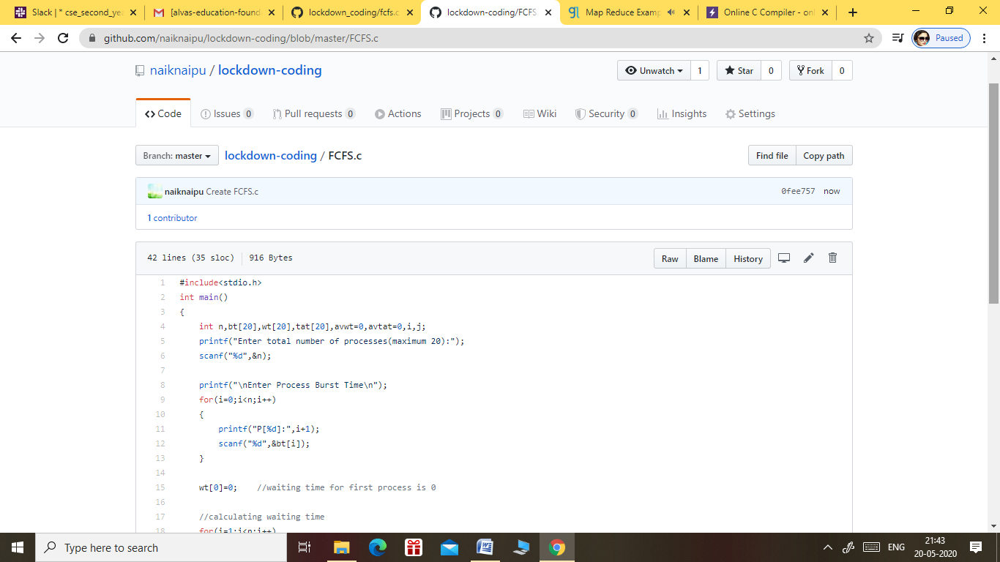 Slack | * cse_second_yea
[alvas-education-found
lockdown_coding/fcfs.c
lockdown-coding/FCFS.
Map Reduce Examp
Online C Compiler - onl
github.com/naiknaipu/lockdown-coding/blob/master/FCFS.c
Paused
naiknaipu / lockdown-coding
Unwatch 1
Star 0
Fork 0
Code
Issues 0
Pull requests 0
Actions
Projects 0
Wiki
Security 0
Insights
Settings
Branch: master
lockdown-coding / FCFS.c
Find file
Copy path
naiknaipu Create FCFS.c
0fee757 now
1 contributor
42 lines (35 sloc) 916 Bytes
Raw
Blame
History
1 #include<stdio.h>
2 int main()
3 {
4 int n,bt[20],wt[20],tat[20],avwt=0,avtat=0,i,j;
5 printf("Enter total number of processes(maximum 20):");
6 scanf("%d",&n);
7
8 printf("\nEnter Process Burst Time\n");
9 for(i=0;i<n;i++)
10 {
11 printf("P[%d]:",i+1);
12 scanf("%d",&bt[i]);
13 }
14
15 wt[0]=0; //waiting time for first process is 0
16
17 //calculating waiting time
18 for(i=1;i<n;i++)
Type here to search
ENG
21:43
20-05-2020